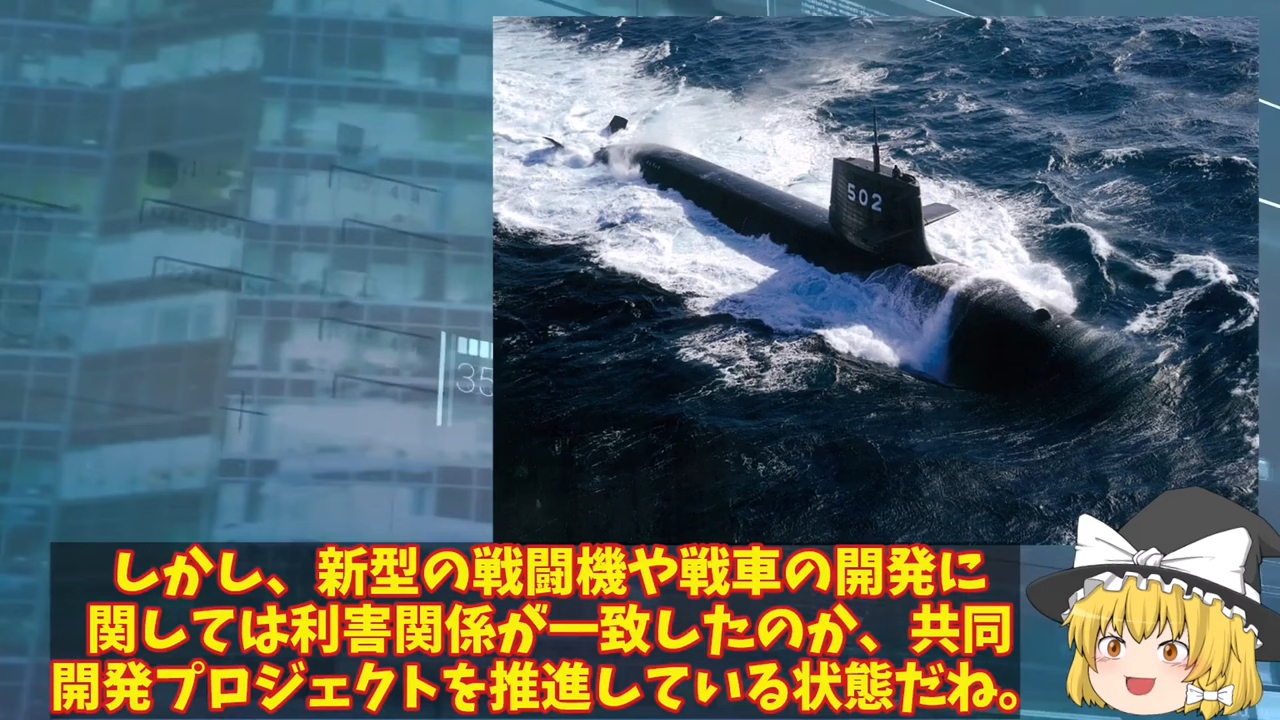 502
35
しかし、新型の戦闘機や戦車の開発に
関しては利害関係が一致したのか、共同
開発プロジェクトを推進している状態だね。